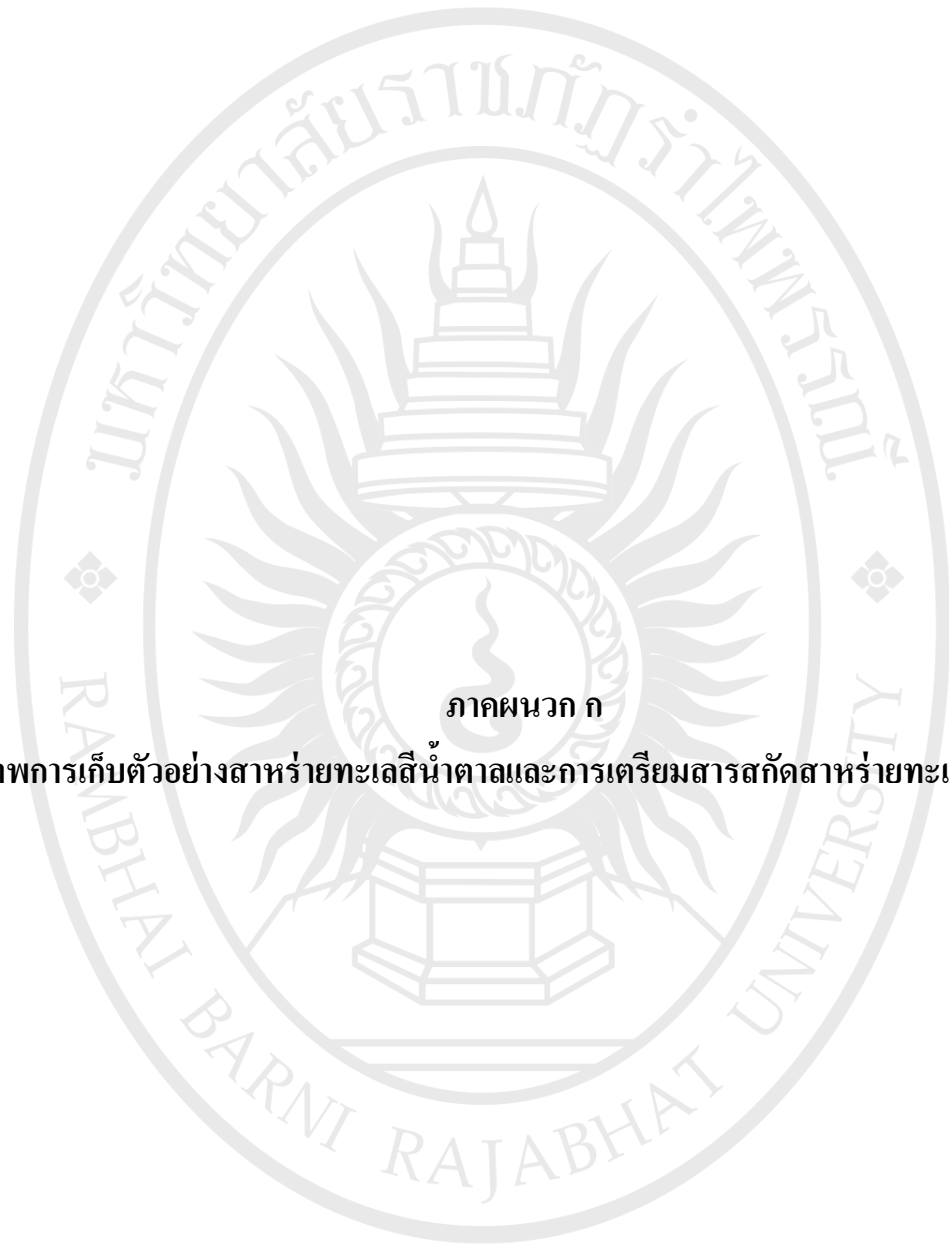 มหาวิทยาลัยราชภัฏรำไพพรรณี
ภาคผนวก ก
การเก็บตัวอย่างสาหร่ายทะเลสีน้ำตาลและการเตรียมสารสกัดสาหร่าย
RAMBHAI BARNI RAJABHAT UNIVERSITY